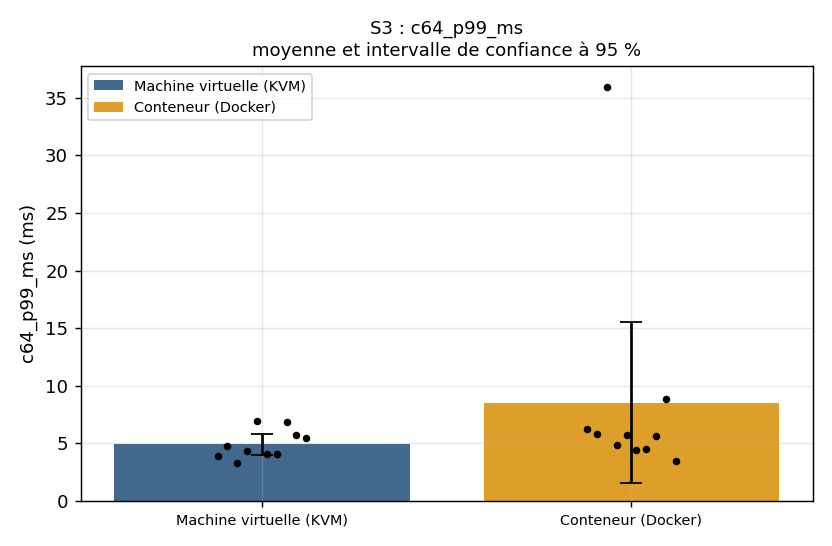 S3 : c64_p99_ms
moyenne et intervalle de confiance à 95 %
Machine virtuelle (KVM)
Conteneur (Docker)
c64_p99_ms (ms)
35
30
25
20
15
10
5
0
Machine virtuelle (KVM)
Conteneur (Docker)